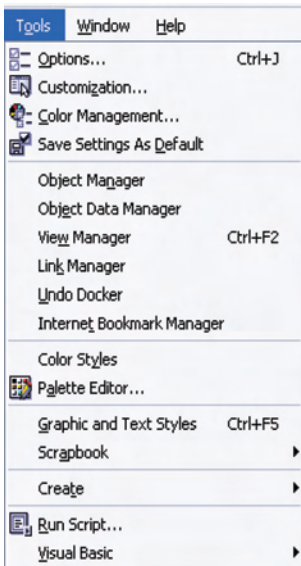 Tools Window Help
Options... Ctrl+J
Customization...
Color Management...
Save Settings As Default
Object Manager
Object Data Manager
View Manager Ctrl+F2
Link Manager
Undo Docker
Internet Bookmark Manager
Color Styles
Palette Editor...
Graphic and Text Styles Ctrl+F5
Scrapbook
Create
Run Script...
Visual Basic